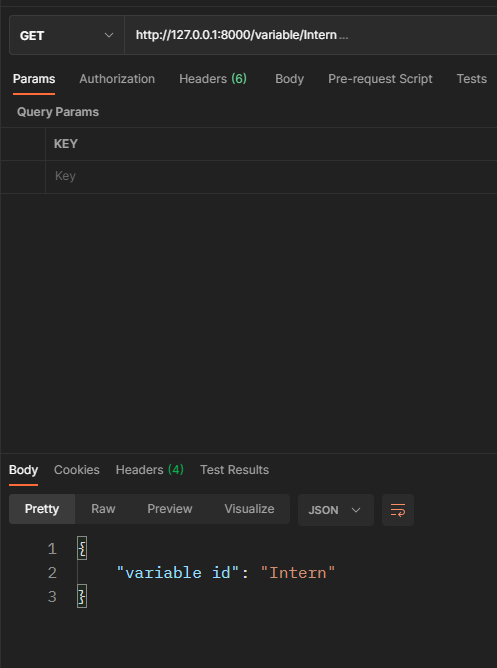 GET http://127.0.0.1:8000/variable/Intern ...
Params Authorization Headers (6) Body Pre-request Script Tests
Query Params
KEY
Key
Body Cookies Headers (4) Test Results
Pretty Raw Preview Visualize JSON
1 {
2 "variable id": "Intern"
3 }